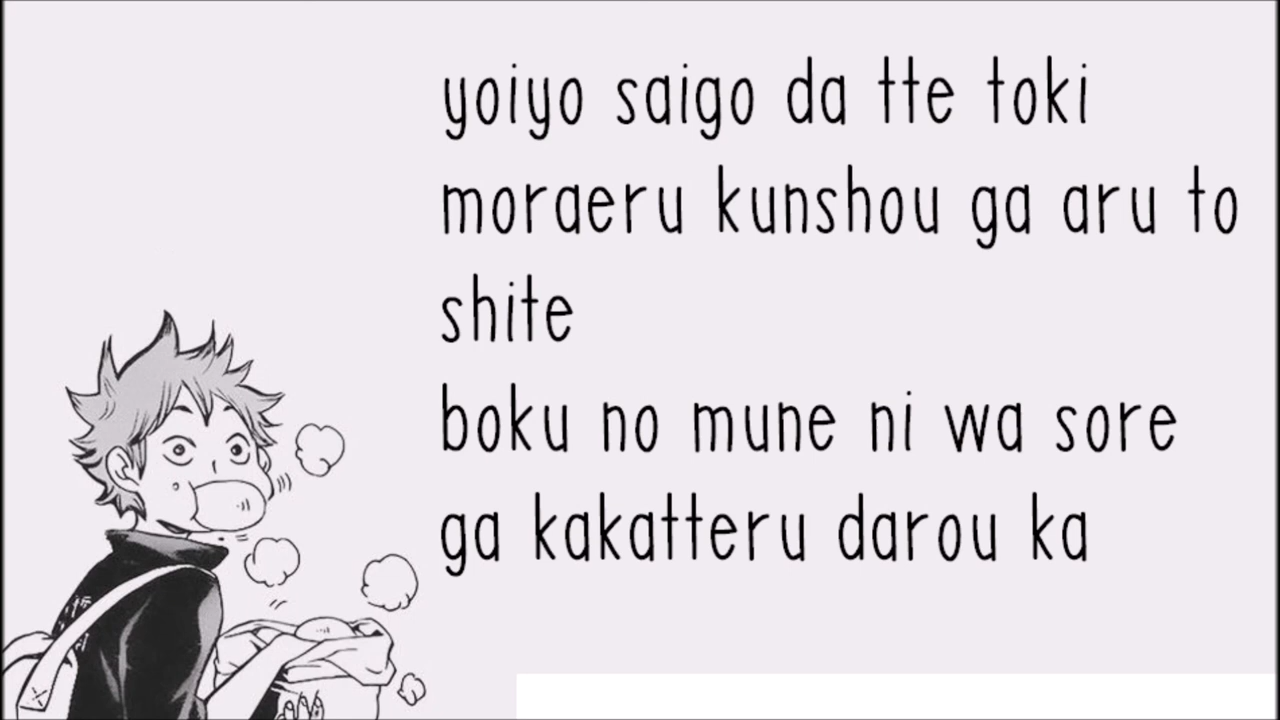 yoiyo saigo da tte toki
moraeru kunshou ga aru to
shite
boku no mune ni wa sore
ga kakatteru darou ka